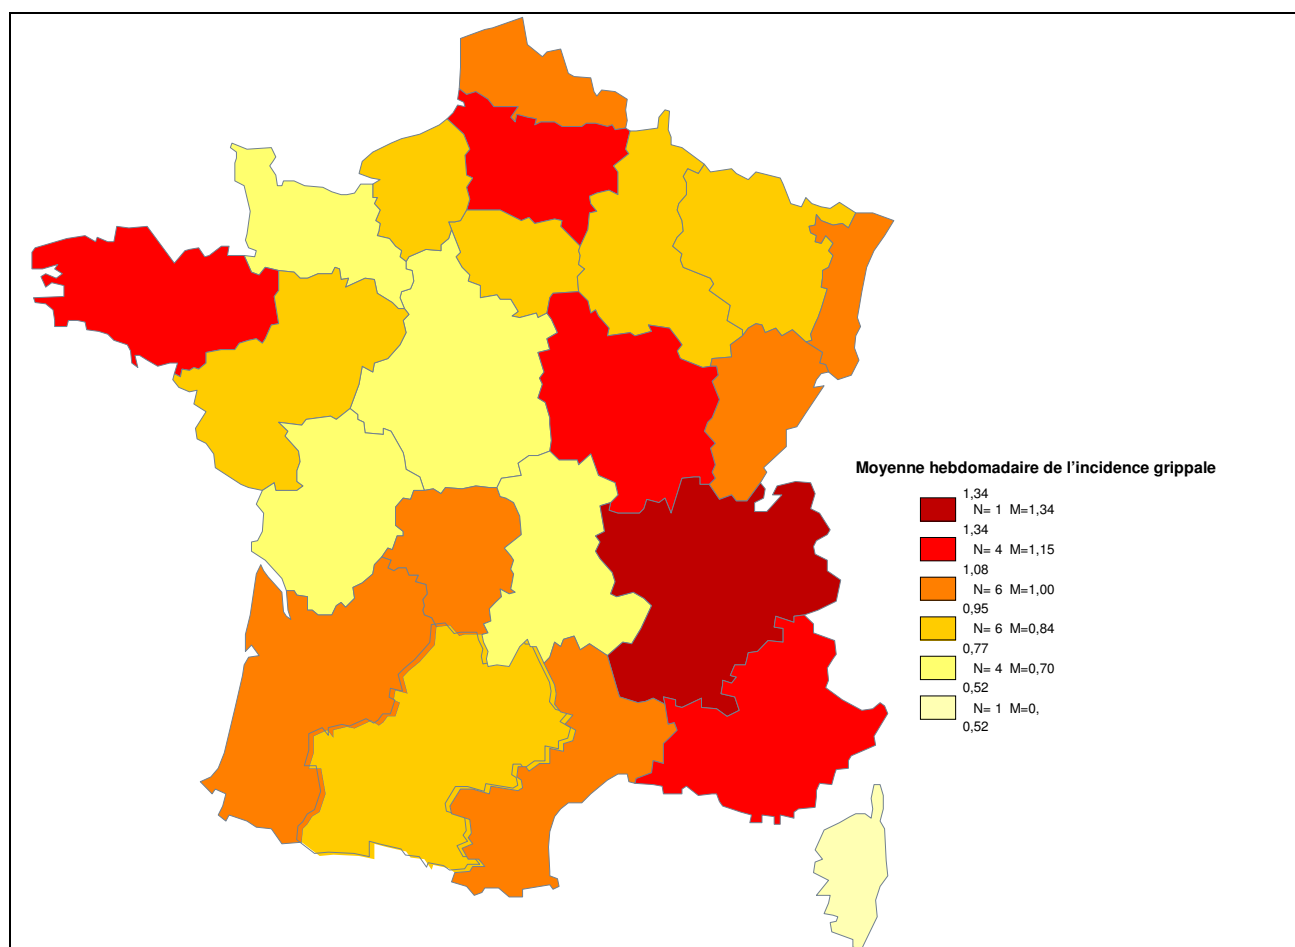 Moyenne hebdomadaire de l'incidence grippale
1,34
N= 1 M=1,34
1,34
N= 4 M=1,15
1,08
N= 6 M=1,00
0,95
N= 6 M=0,84
0,77
N= 4 M=0,70
0,52
N= 1 M=0,
0,52